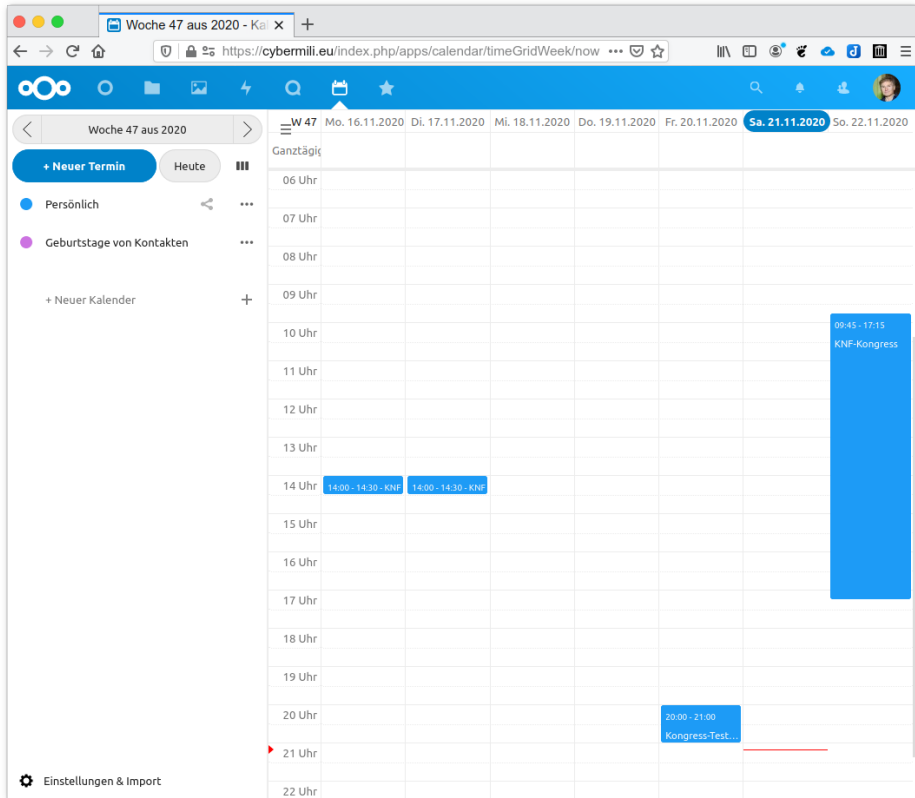 Woche 47 aus 2020 - Ka
https://cybermili.eu/index.php/apps/calendar/timeGridWeek/now
Woche 47 aus 2020
+ Neuer Termin
Heute
Persönlich
Geburtstage von Kontakten
+ Neuer Kalender
Einstellungen & Import
W 47 Mo. 16.11.2020 Di. 17.11.2020 Mi. 18.11.2020 Do. 19.11.2020 Fr. 20.11.2020 Sa. 21.11.2020 So. 22.11.2020
Ganztägig
06 Uhr
07 Uhr
08 Uhr
09 Uhr
09:45 - 17:15
10 Uhr
KNF-Kongress
11 Uhr
12 Uhr
13 Uhr
14 Uhr 14:00 - 14:30 - KNF 14:00 - 14:30 - KNF
15 Uhr
16 Uhr
17 Uhr
18 Uhr
19 Uhr
20 Uhr 20:00 - 21:00
Kongress-Test...
21 Uhr
22 Uhr